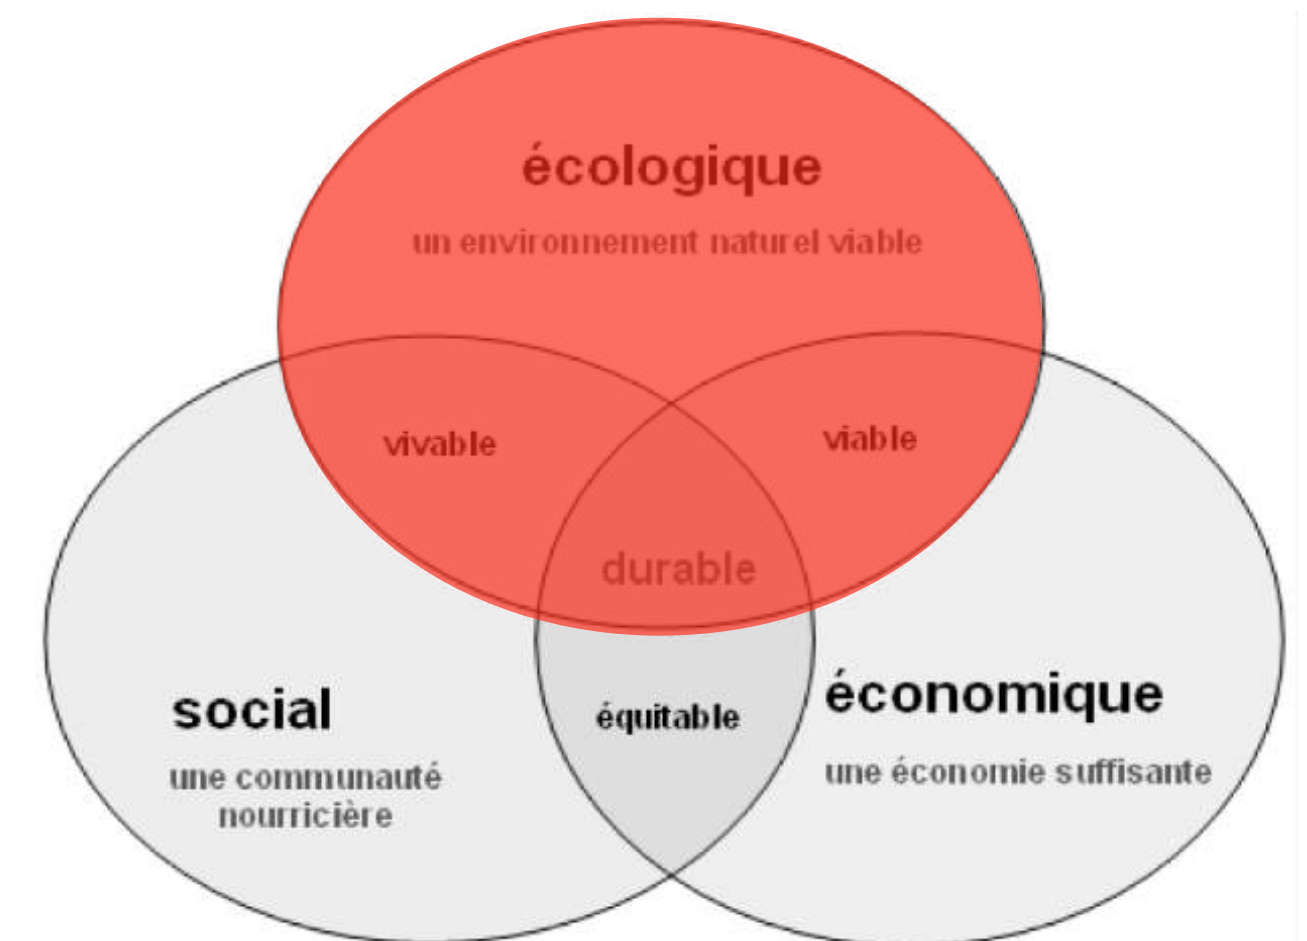 écologique
un environnement naturel viable
vivable
viable
durable
social
une communauté
nourricière
équitable
économique
une économie suffisante